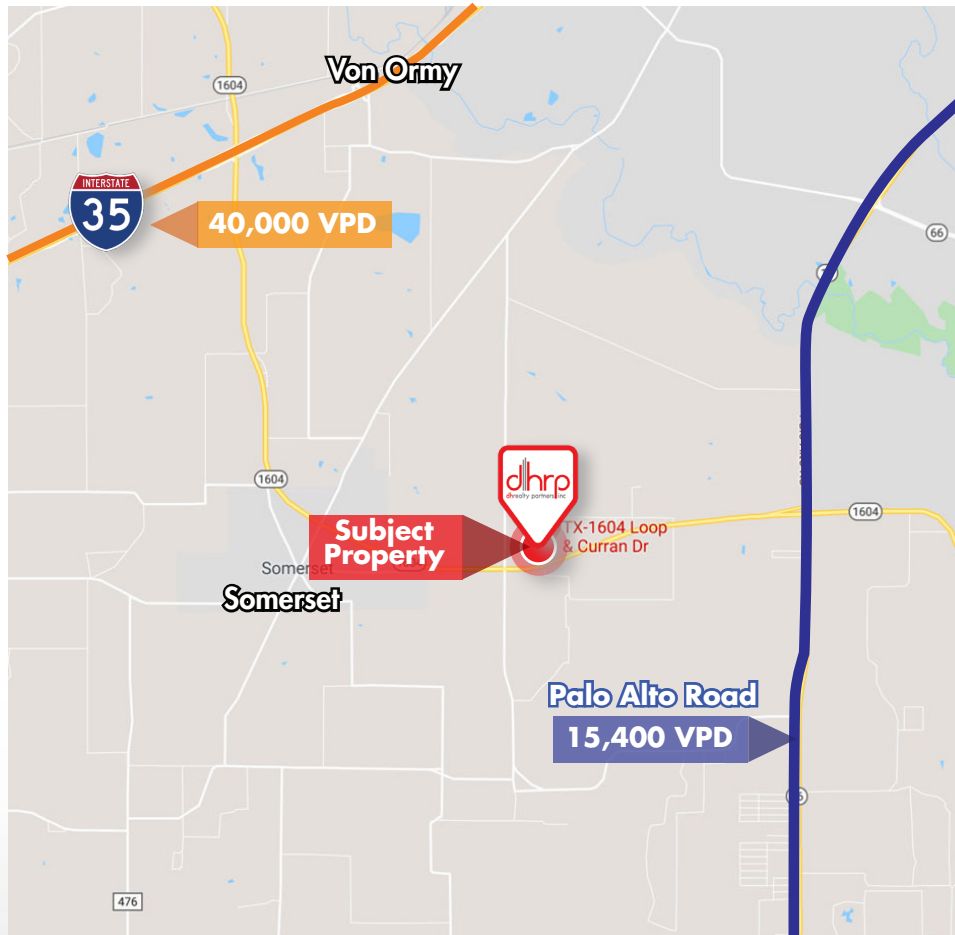 Von Ormy
1604
INTERSTATE
35
40,000 VPD
66
1604
dhrp
dhrealty partners inc
TX-1604 Loop
& Curran Dr
1604
Subject
Property
Somerset
Somerset
Palo Alto Road
15,400 VPD
476